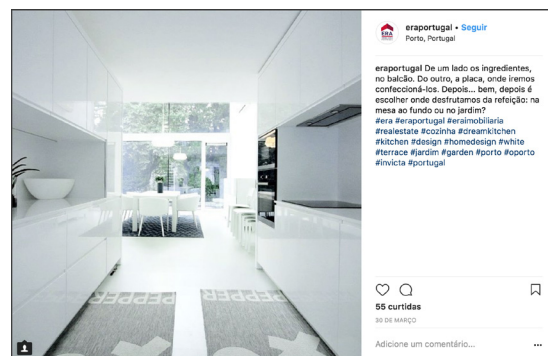 eraportugal • Seguir
Porto, Portugal
ERA
eraportugal De um lado os ingredientes,
no balcão. Do outro, a placa, onde iremos
confeccioná-los. Depois... bem, depois é
escolher onde desfrutamos da refeição: na
mesa ao fundo ou no jardim?
#era #eraportugal #eraimobiliaria
#realestate #cozinha #dreamkitchen
#kitchen #design #homedesign #white
#terrace #jardim #garden #porto #oporto
#invicta #portugal
PEPPER
PEPPER
55 curtidas
30 DE MARÇO
Adicione um comentário...